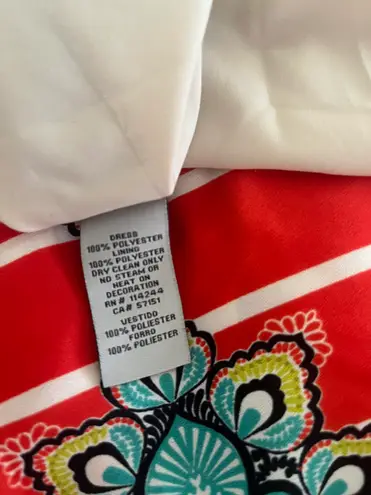 DRESS
100% POLYESTER
LINING
100% POLYESTER
DRY CLEAN ONLY
NO STEAM OR
HEAT ON
DECORATION
RN# 114244
CA# 57151
VESTIDO
100% POLIESTER
FORRO
100% POLIESTER